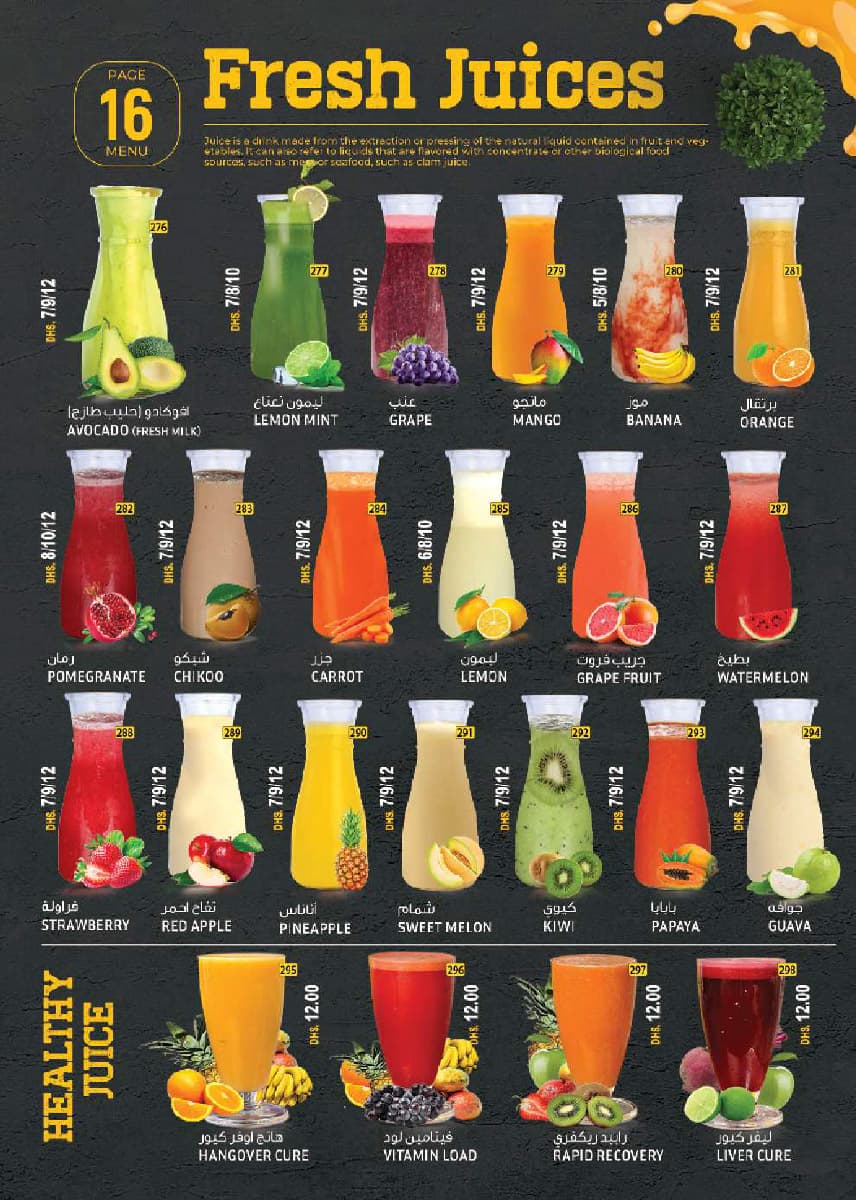 PAGE
16
MENU
Fresh Juices
Juice is a drink made from the extraction or pressing of the natural liquid contained in fruit and veg-
etables. It can also refer to liquids that are flavored with concentrate or other biological food
sources, such as meat or seafood, such as clam juice.
276
DHS. 7/9/12
افوكادو (حليب طازج)
AVOCADO (FRESH MILK)
277
DHS. 7/8/10
ليمون نعناع
LEMON MINT
278
DHS. 7/9/12
عنب
GRAPE
279
DHS. 7/9/12
مانجو
MANGO
280
DHS. 5/8/10
موز
BANANA
281
DHS. 7/9/12
برتقال
ORANGE
282
DHS. 8/10/12
رمان
POMEGRANATE
283
DHS. 7/9/12
شيكو
CHIKOO
284
DHS. 7/9/12
جزر
CARROT
285
DHS. 6/8/10
ليمون
LEMON
286
DHS. 7/9/12
جريب فروت
GRAPE FRUIT
287
DHS. 7/9/12
بطيخ
WATERMELON
288
DHS. 7/9/12
فراولة
STRAWBERRY
289
DHS. 7/9/12
تفاح احمر
RED APPLE
290
DHS. 7/9/12
أناناس
PINEAPPLE
291
DHS. 7/9/12
شمام
SWEET MELON
292
DHS. 7/9/12
كيوي
KIWI
293
DHS. 7/9/12
بابايا
PAPAYA
294
DHS. 7/9/12
جوافه
GUAVA
HEALTHY
JUICE
295
DHS. 12.00
هانج اوفر كيور
HANGOVER CURE
296
DHS. 12.00
فيتامين لود
VITAMIN LOAD
297
DHS. 12.00
رابيد ريكفري
RAPID RECOVERY
298
DHS. 12.00
ليفر كيور
LIVER CURE